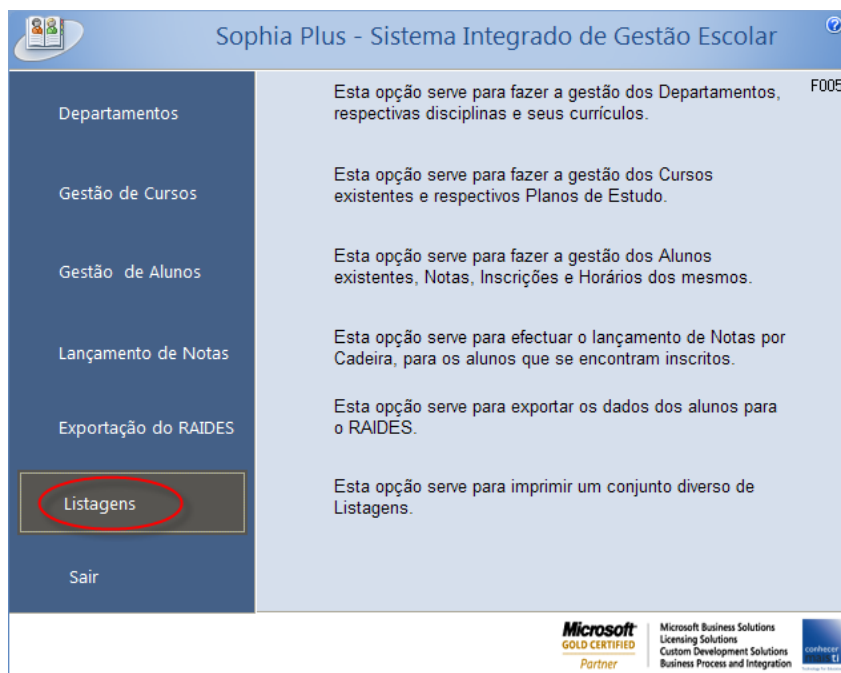 Sophia Plus - Sistema Integrado de Gestão Escolar
F005
Departamentos
Esta opção serve para fazer a gestão dos Departamentos,
respectivas disciplinas e seus currículos.
Gestão de Cursos
Esta opção serve para fazer a gestão dos Cursos
existentes e respectivos Planos de Estudo.
Gestão de Alunos
Esta opção serve para fazer a gestão dos Alunos
existentes, Notas, Inscrições e Horários dos mesmos.
Lançamento de Notas
Esta opção serve para efectuar o lançamento de Notas por
Cadeira, para os alunos que se encontram inscritos.
Exportação do RAIDES
Esta opção serve para exportar os dados dos alunos para
o RAIDES.
Listagens
Esta opção serve para imprimir um conjunto diverso de
Listagens.
Sair
Microsoft
GOLD CERTIFIED
Partner
Microsoft Business Solutions
Licensing Solutions
Custom Development Solutions
Business Process and Integration
conhecer
ti